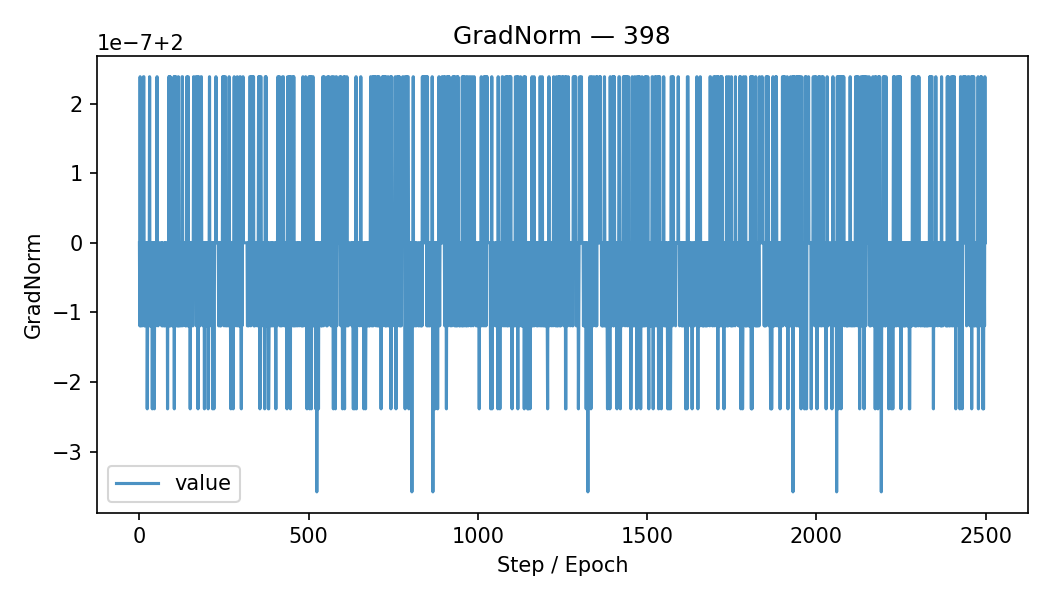 GradNorm — 398
1e−7+2
2
1
0
−1
−2
−3
GradNorm
value
0 500 1000 1500 2000 2500
Step / Epoch